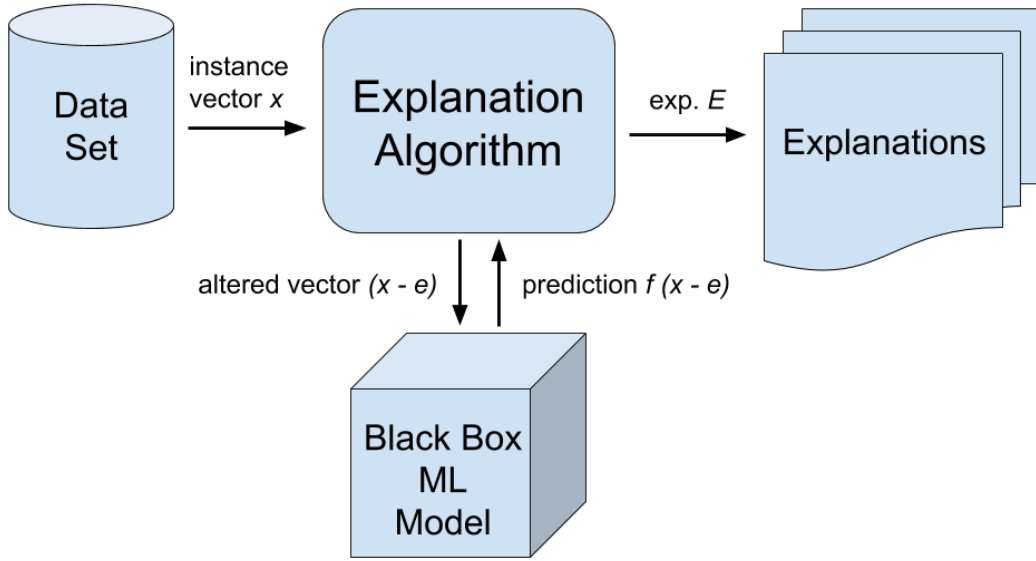 Data
Set
instance
vector x
Explanation
Algorithm
exp. E
Explanations
altered vector (x - e)
prediction f (x - e)
Black Box
ML
Model